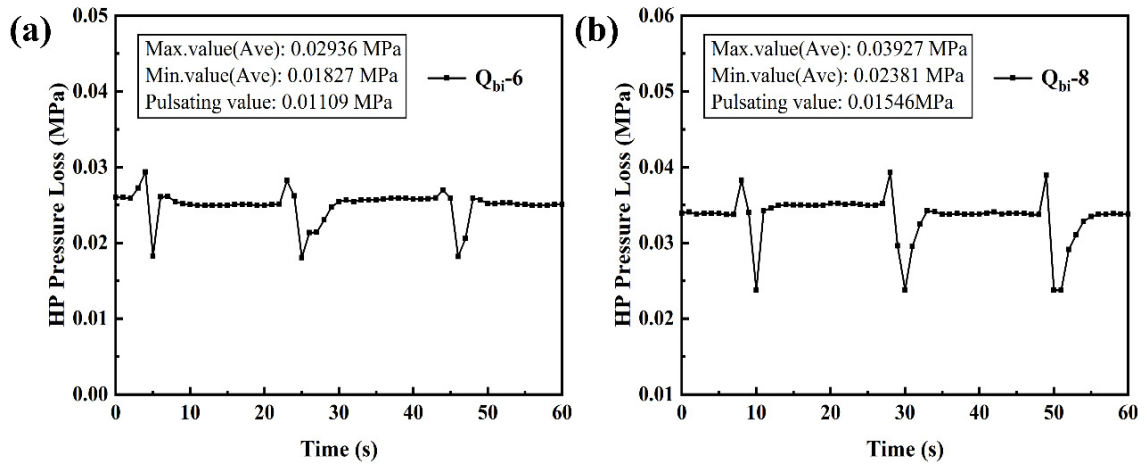 (a)
0.05
0.04
0.03
0.02
0.01
0.00
HP Pressure Loss (MPa)
Max.value(Ave): 0.02936 MPa
Min.value(Ave): 0.01827 MPa
Pulsating value: 0.01109 MPa
Qbi-6
0 10 20 30 40 50 60
Time (s)
(b)
0.06
0.05
0.04
0.03
0.02
0.01
HP Pressure Loss (MPa)
Max.value(Ave): 0.03927 MPa
Min.value(Ave): 0.02381 MPa
Pulsating value: 0.01546MPa
Qbi-8
0 10 20 30 40 50 60
Time (s)